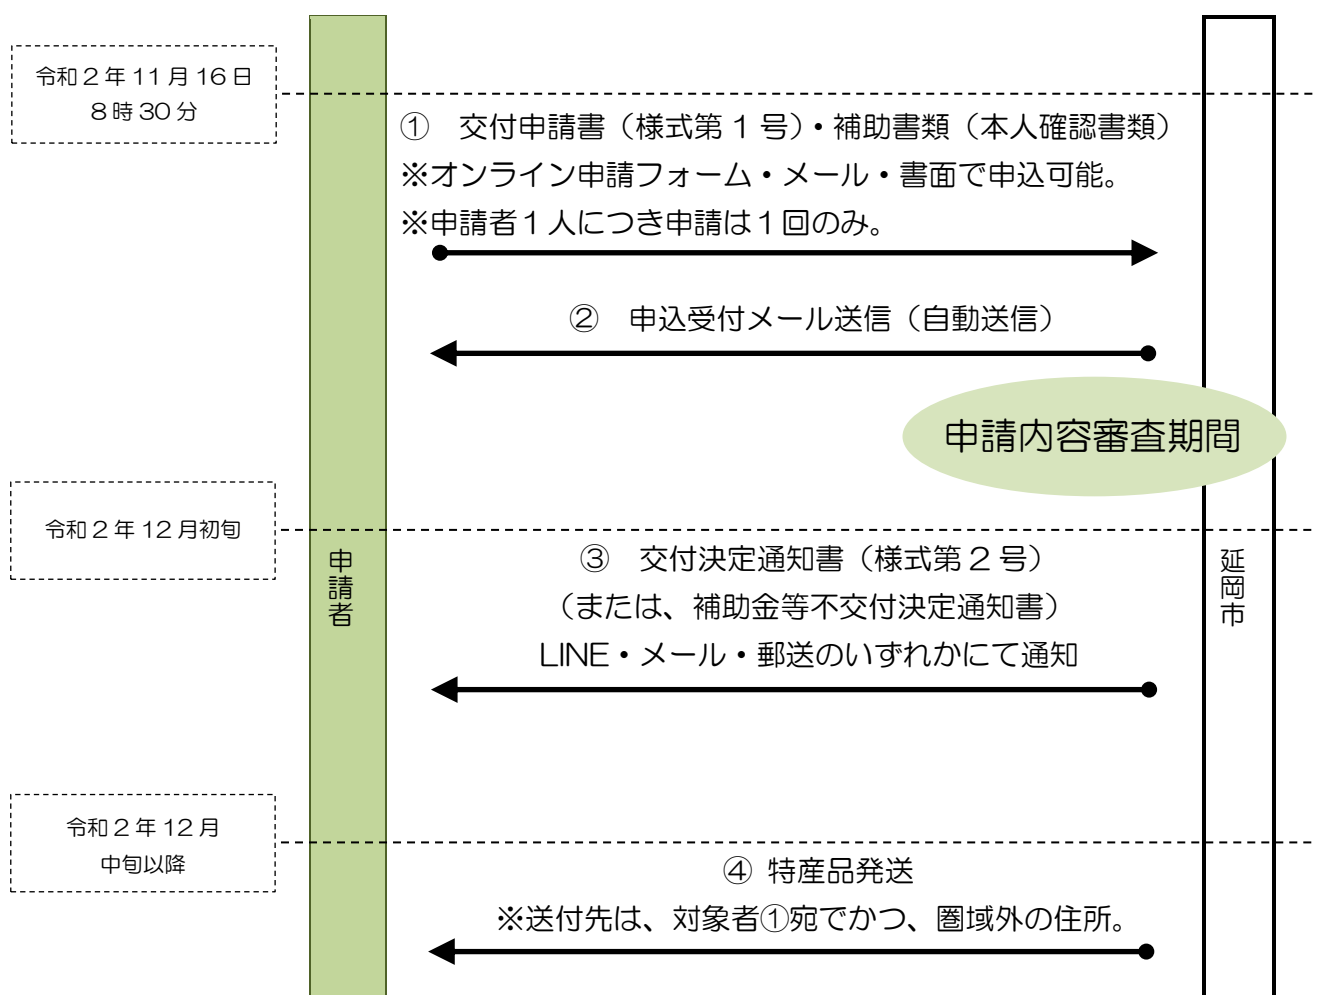 令和２年 11 月 16 日
８時 30 分
①　交付申請書（様式第 1 号）・補助書類（本人確認書類）
※オンライン申請フォーム・メール・書面で申込可能。
※申請者１人につき申請は１回のみ。
②　申込受付メール送信（自動送信）
申請内容審査期間
令和２年 12 月初旬
申請者
延岡市
③　交付決定通知書（様式第 2 号）
（または、補助金等不交付決定通知書）
LINE・メール・郵送のいずれかにて通知
令和２年 12 月
中旬以降
④ 特産品発送
※送付先は、対象者①宛でかつ、圏域外の住所。